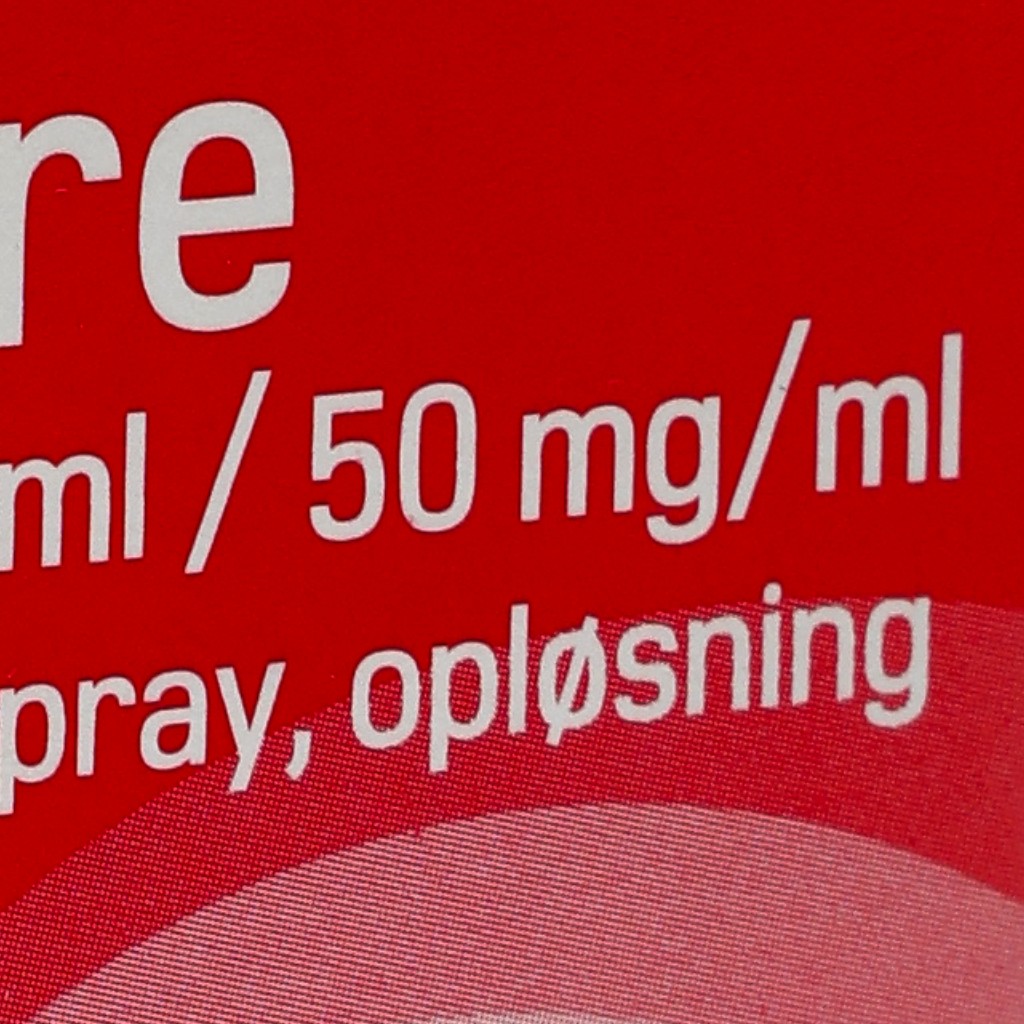 re
ml / 50 mg/ml
pray, opløsning